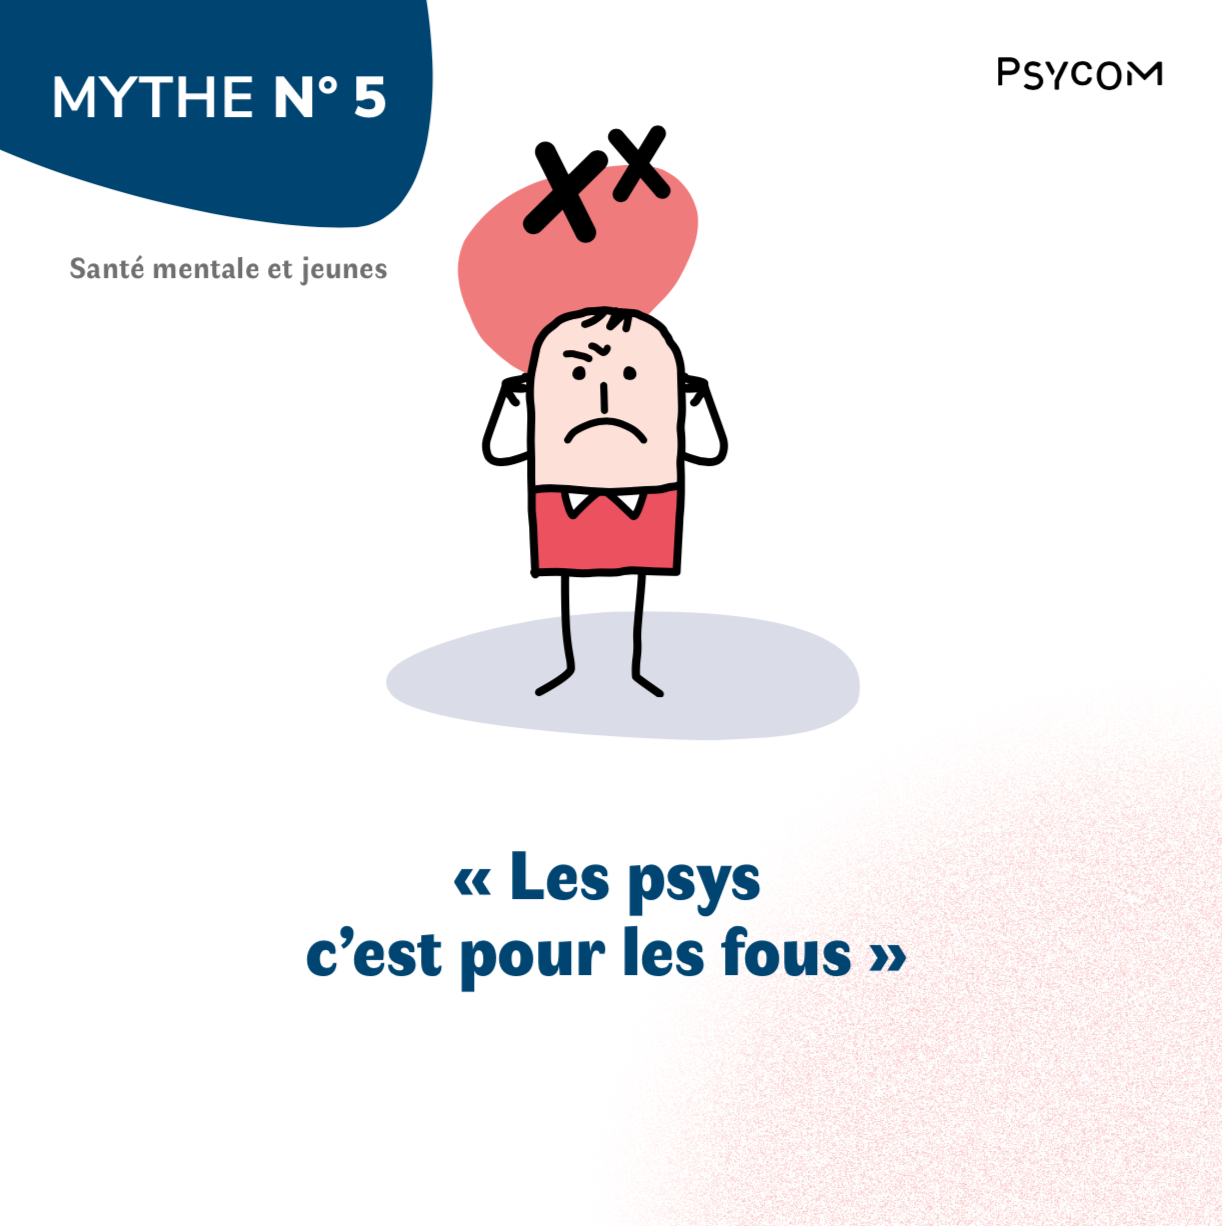 MYTHE N° 5
PSYCOM
Santé mentale et jeunes
« Les psys
c’est pour les fous »